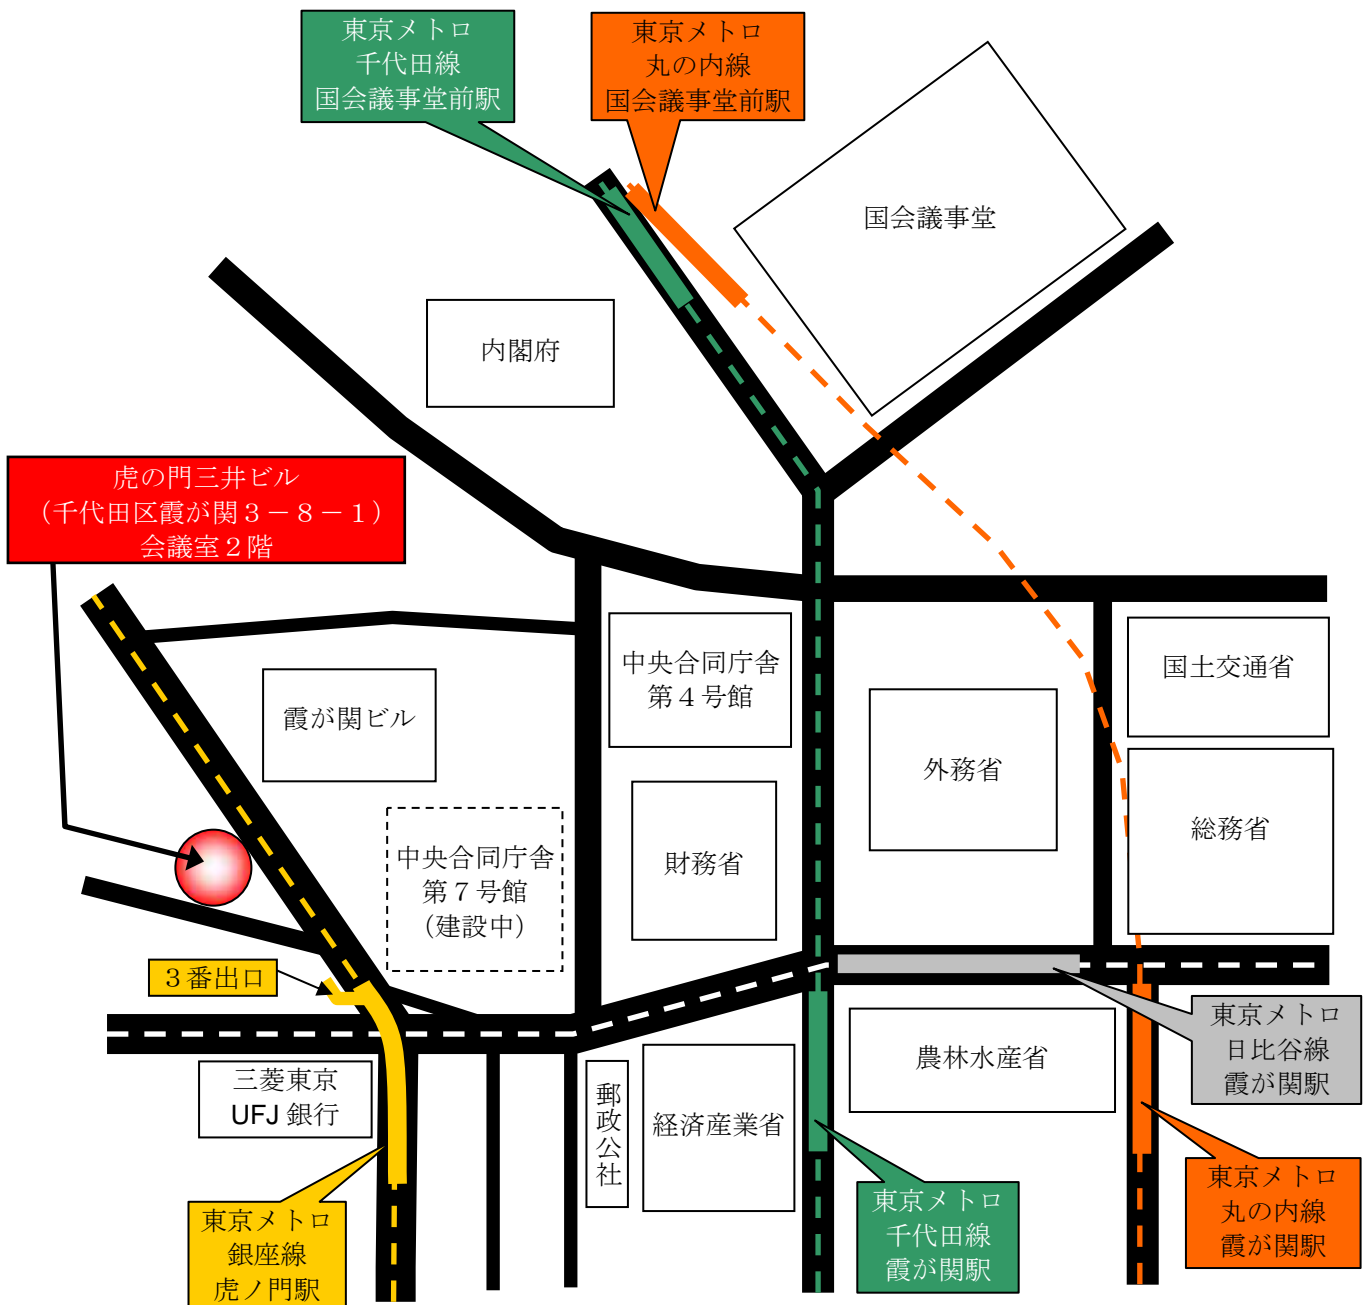 東京メトロ
千代田線
国会議事堂前駅
東京メトロ
丸の内線
国会議事堂前駅
国会議事堂
内閣府
虎の門三井ビル
（千代田区霞が関３－８－１）
会議室２階
中央合同庁舎
第４号館
国土交通省
霞が関ビル
外務省
総務省
中央合同庁舎
第７号館
（建設中）
財務省
３番出口
東京メトロ
日比谷線
霞が関駅
農林水産省
三菱東京
UFJ 銀行
郵政公社
経済産業省
東京メトロ
銀座線
虎ノ門駅
東京メトロ
千代田線
霞が関駅
東京メトロ
丸の内線
霞が関駅